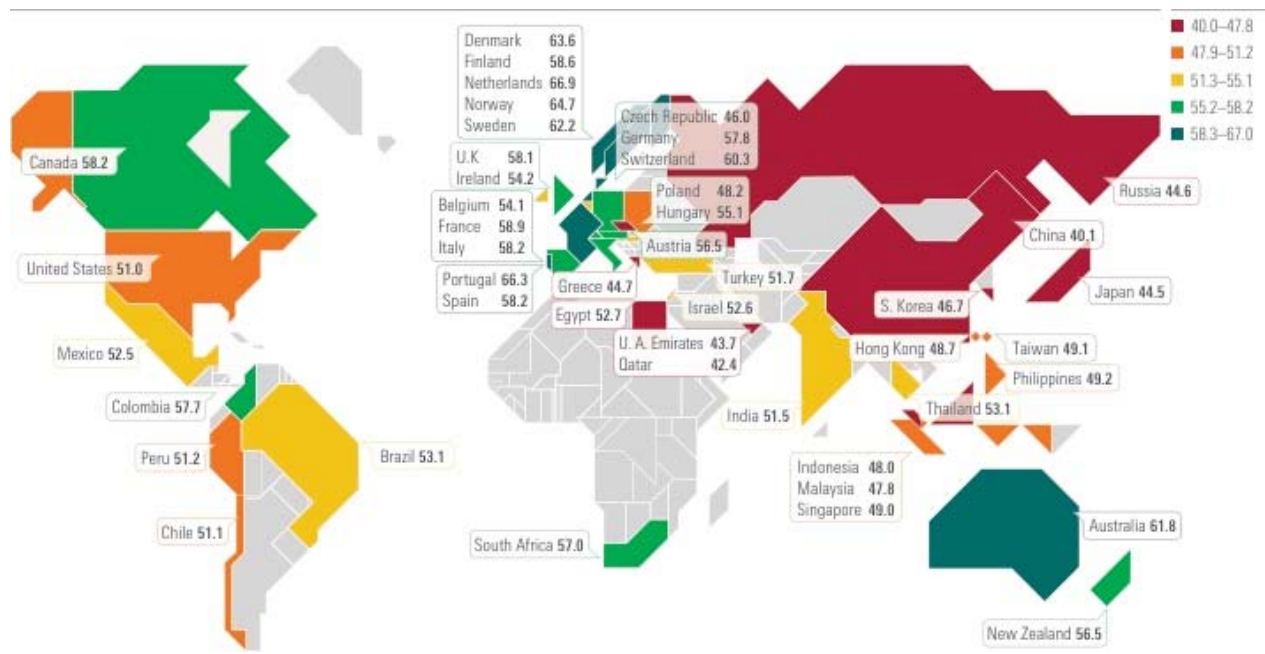 40.0–47.8
47.9–51.2
51.3–55.1
55.2–58.2
58.3–67.0
Denmark 63.6
Finland 58.6
Netherlands 66.9
Norway 64.7
Sweden 62.2
Czech Republic 46.0
Germany 57.8
Switzerland 60.3
U.K 58.1
Ireland 54.2
Canada 58.2
Poland 48.2
Hungary 55.1
Russia 44.6
Belgium 54.1
France 58.9
Italy 58.2
China 40.1
Austria 56.5
United States 51.0
Portugal 66.3
Spain 58.2
Greece 44.7
Turkey 51.7
Japan 44.5
Israel 52.6
S. Korea 46.7
Egypt 52.7
U. A. Emirates 43.7
Qatar 42.4
Hong Kong 48.7
Taiwan 49.1
Mexico 52.5
Philippines 49.2
Colombia 57.7
India 51.5
Thailand 53.1
Peru 51.2
Brazil 53.1
Indonesia 48.0
Malaysia 47.8
Singapore 49.0
Chile 51.1
South Africa 57.0
Australia 61.8
New Zealand 56.5